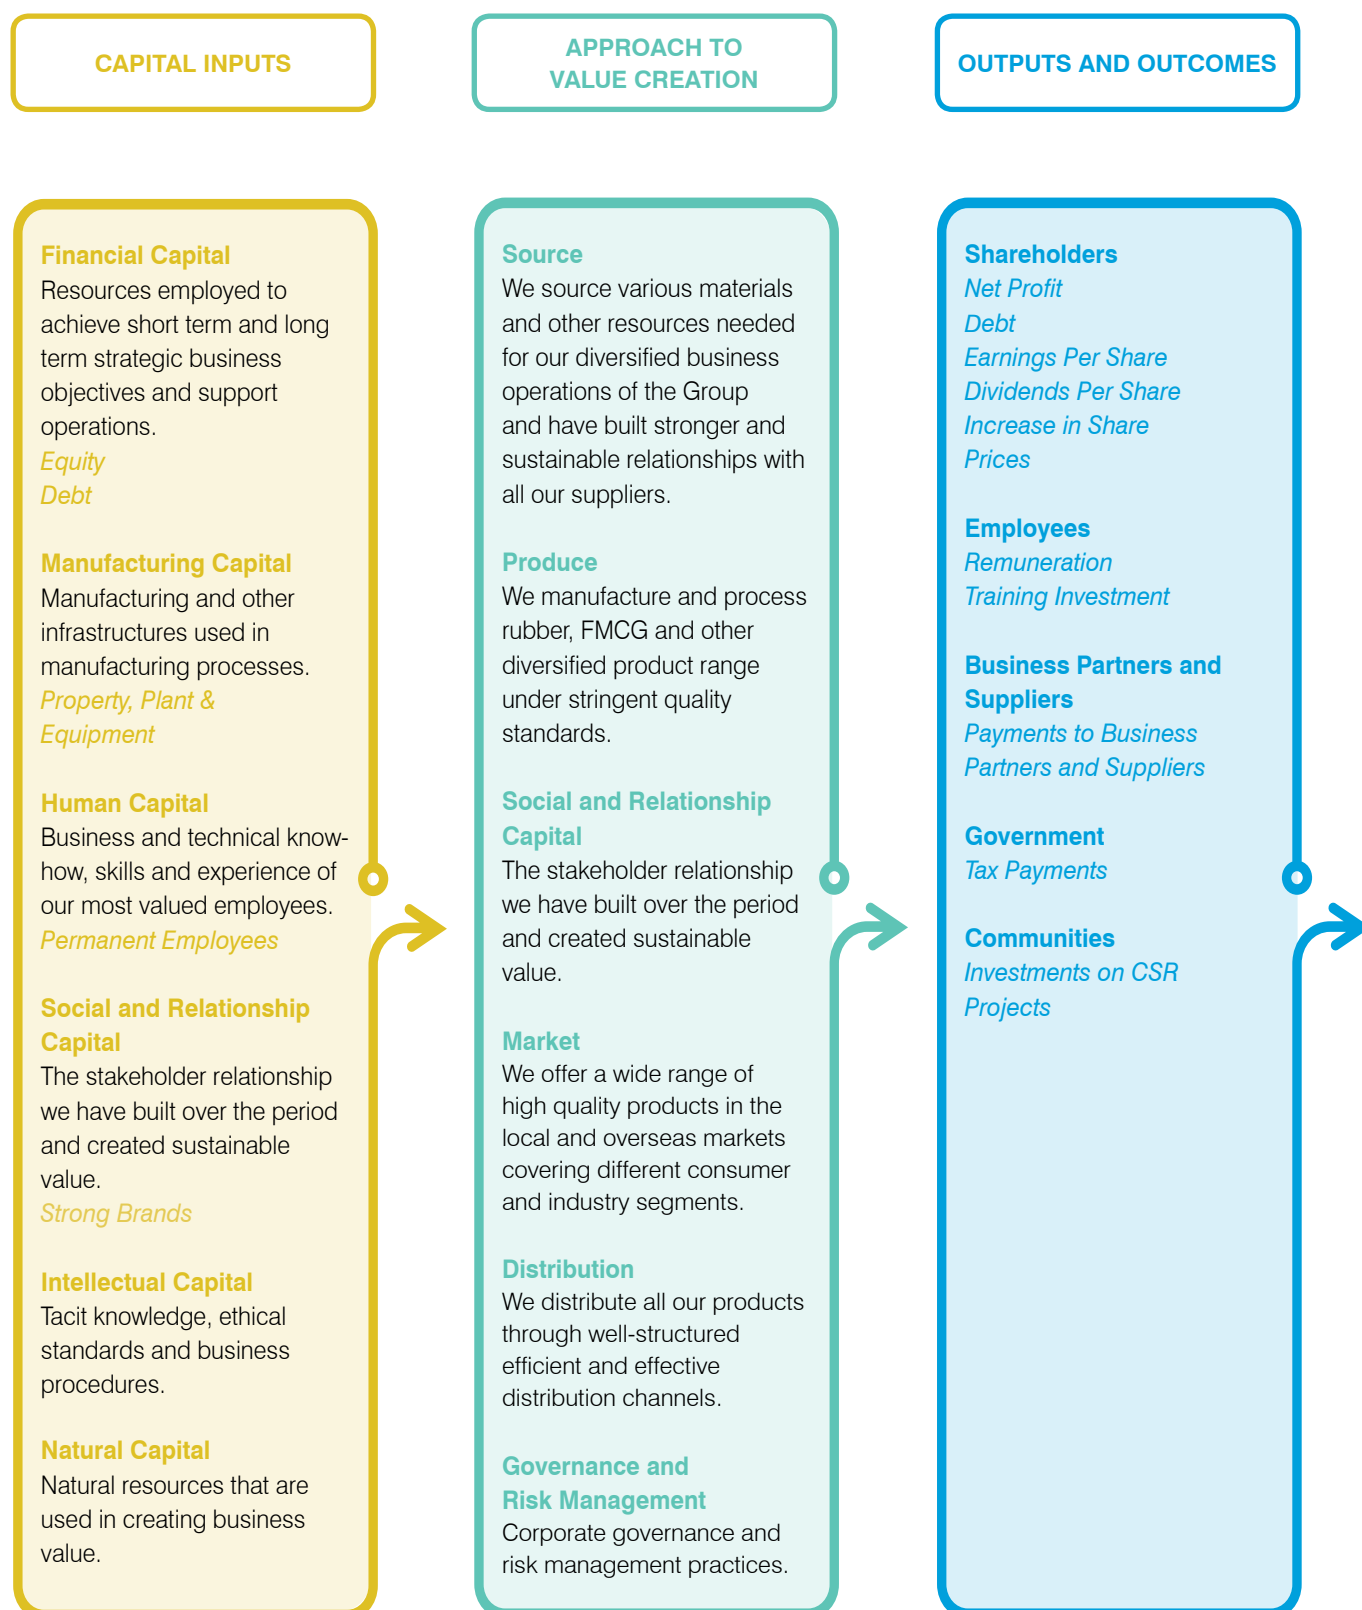 CAPITAL INPUTS
APPROACH TO
VALUE CREATION
OUTPUTS AND OUTCOMES
Financial Capital
Resources employed to
achieve short term and long
term strategic business
objectives and support
operations.
Equity
Debt
Manufacturing Capital
Manufacturing and other
infrastructures used in
manufacturing processes.
Property, Plant &
Equipment
Human Capital
Business and technical know-
how, skills and experience of
our most valued employees.
Permanent Employees
Social and Relationship
Capital
The stakeholder relationship
we have built over the period
and created sustainable
value.
Strong Brands
Intellectual Capital
Tacit knowledge, ethical
standards and business
procedures.
Natural Capital
Natural resources that are
used in creating business
value.
Source
We source various materials
and other resources needed
for our diversified business
operations of the Group
and have built stronger and
sustainable relationships with
all our suppliers.
Produce
We manufacture and process
rubber, FMCG and other
diversified product range
under stringent quality
standards.
Social and Relationship
Capital
The stakeholder relationship
we have built over the period
and created sustainable
value.
Market
We offer a wide range of
high quality products in the
local and overseas markets
covering different consumer
and industry segments.
Distribution
We distribute all our products
through well-structured
efficient and effective
distribution channels.
Governance and
Risk Management
Corporate governance and
risk management practices.
Shareholders
Net Profit
Debt
Earnings Per Share
Dividends Per Share
Increase in Share
Prices
Employees
Remuneration
Training Investment
Business Partners and
Suppliers
Payments to Business
Partners and Suppliers
Government
Tax Payments
Communities
Investments on CSR
Projects